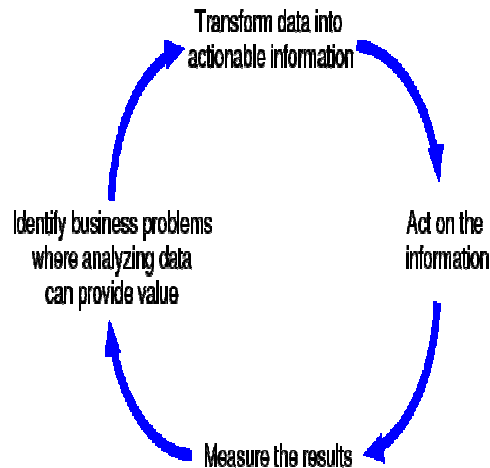 Transform data into
actionable information
Act on the
information
Measure the results
Identify business problems
where analyzing data
can provide value